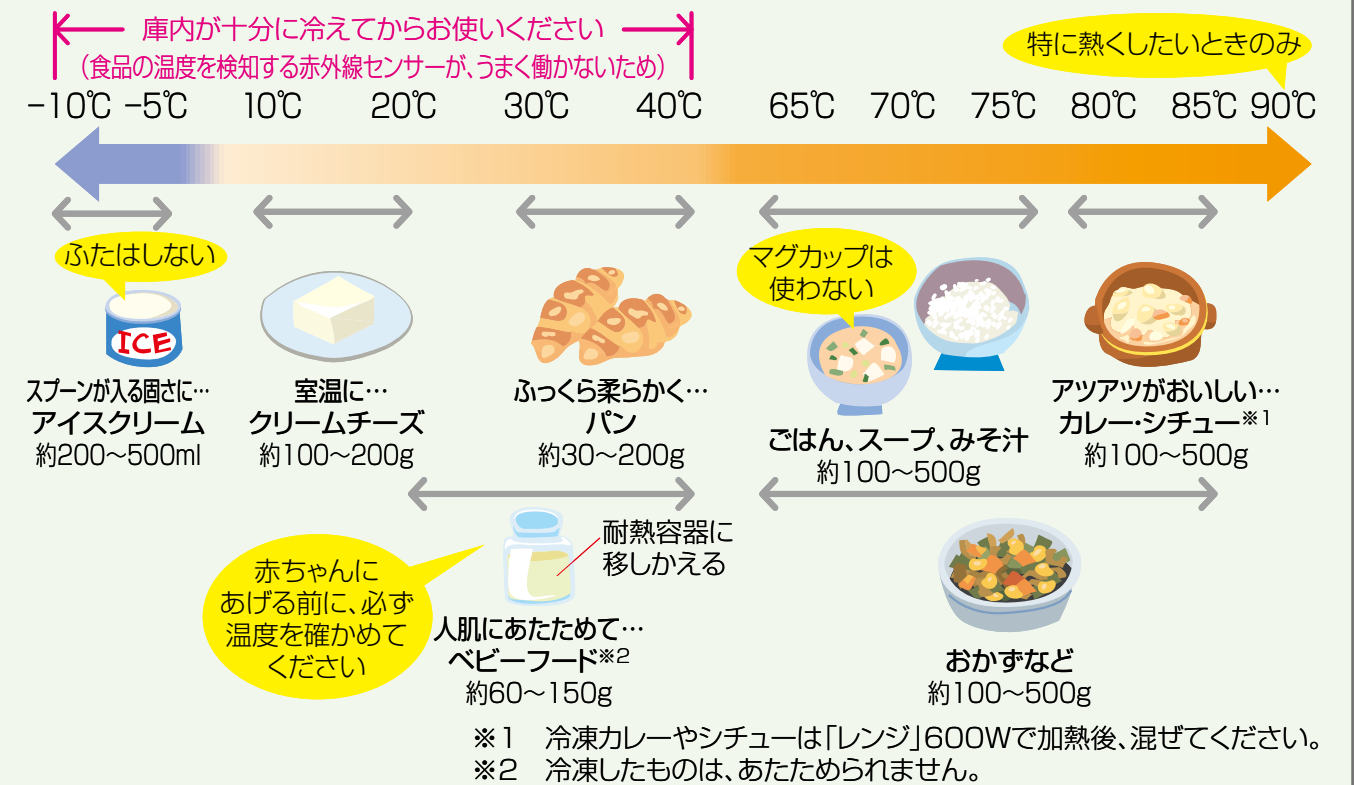 庫内が十分に冷えてからお使いください
(食品の温度を検知する赤外線センサーが、うまく働かないため)
特に熱くしたいときのみ
−10℃ −5℃ 10℃ 20℃ 30℃ 40℃ 65℃ 70℃ 75℃ 80℃ 85℃ 90℃
ふたはしない
ICE
スプーンが入る固さに…
アイスクリーム
約200〜500ml
室温に…
クリームチーズ
約100〜200g
ふっくら柔らかく…
パン
約30〜200g
マグカップは
使わない
ごはん、スープ、みそ汁
約100〜500g
アツアツがおいしい…
カレー・シチュー※1
約100〜500g
赤ちゃんに
あげる前に、必ず
温度を確かめて
ください
耐熱容器に
移しかえる
人肌にあたためて…
ベビーフード※2
約60〜150g
おかずなど
約100〜500g
※1 冷凍カレーやシチューは「レンジ」600Wで加熱後、混ぜてください。
※2 冷凍したものは、あたためられません。